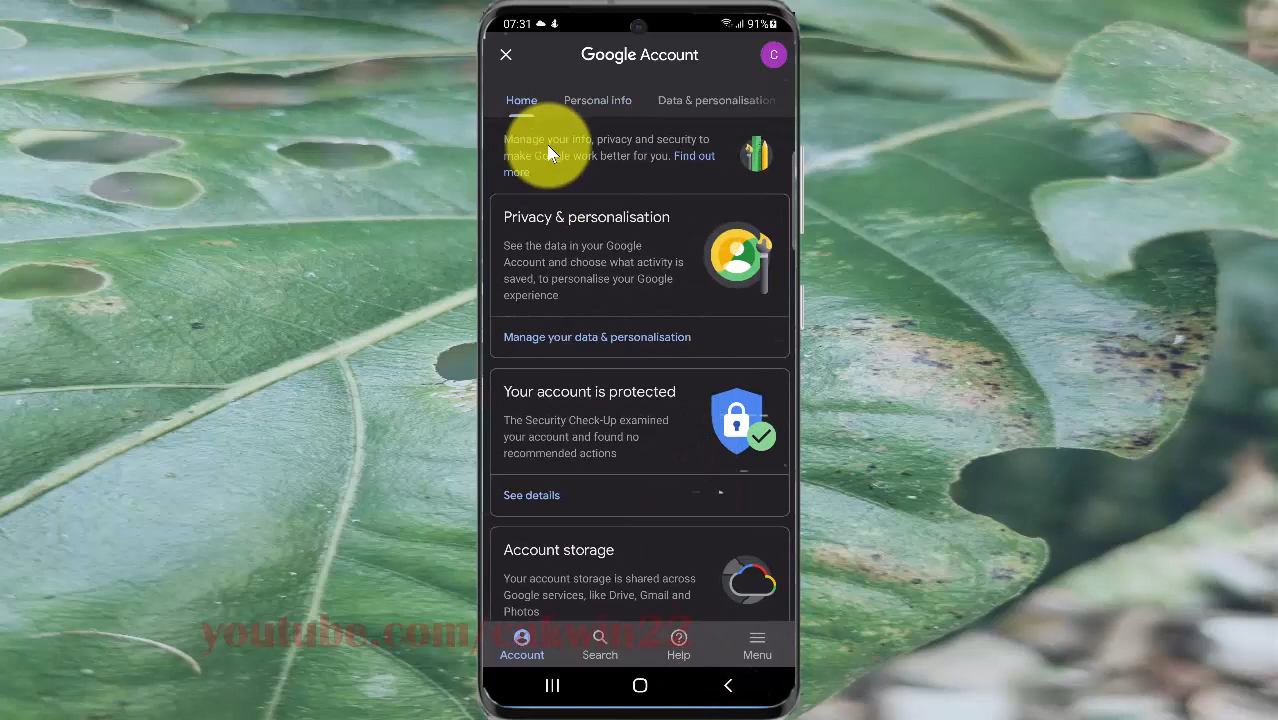 07:31
91%
Google Account
C
Home
Personal info
Data & personalisation
Manage your info, privacy and security to
make Google work better for you. Find out
more
Privacy & personalisation
See the data in your Google
Account and choose what activity is
saved, to personalise your Google
experience
Manage your data & personalisation
Your account is protected
The Security Check-Up examined
your account and found no
recommended actions
See details
Account storage
Your account storage is shared across
Google services, like Drive, Gmail and
Photos
Account
Search
Help
Menu